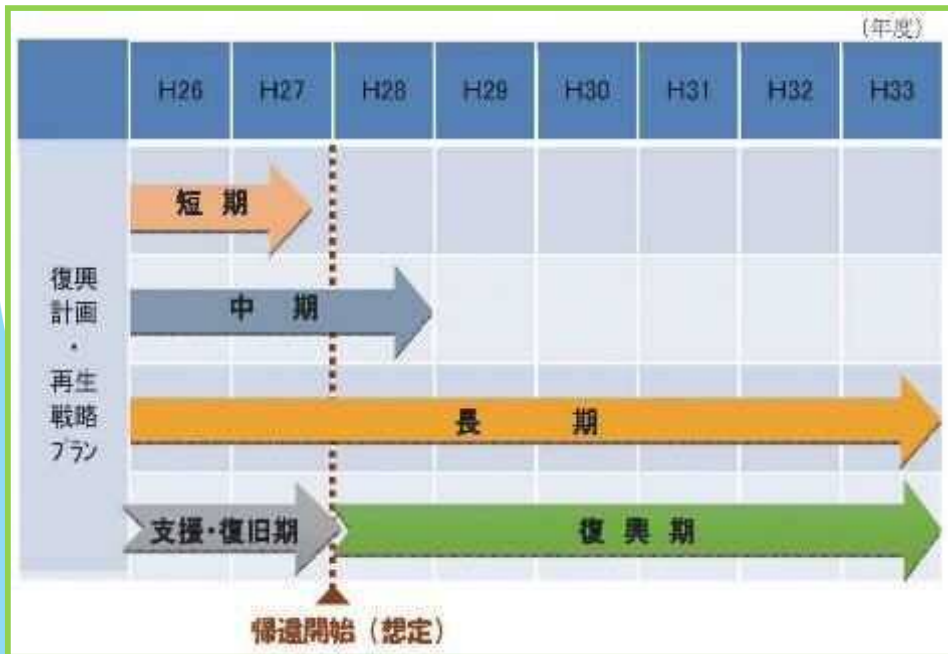 (年度)
H26 H27 H28 H29 H30 H31 H32 H33
復興
計画
・
再生
戦略
プラン
短期
中期
長期
支援・復旧期 復興期
帰還開始（想定）